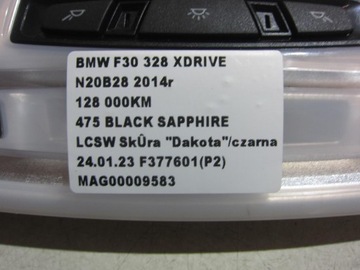 BMW F30 328 XDRIVE
N20B28 2014r
128 000KM
475 BLACK SAPPHIRE
LCSW SkÛra "Dakota"/czarna
24.01.23 F377601(P2)
MAG00009583